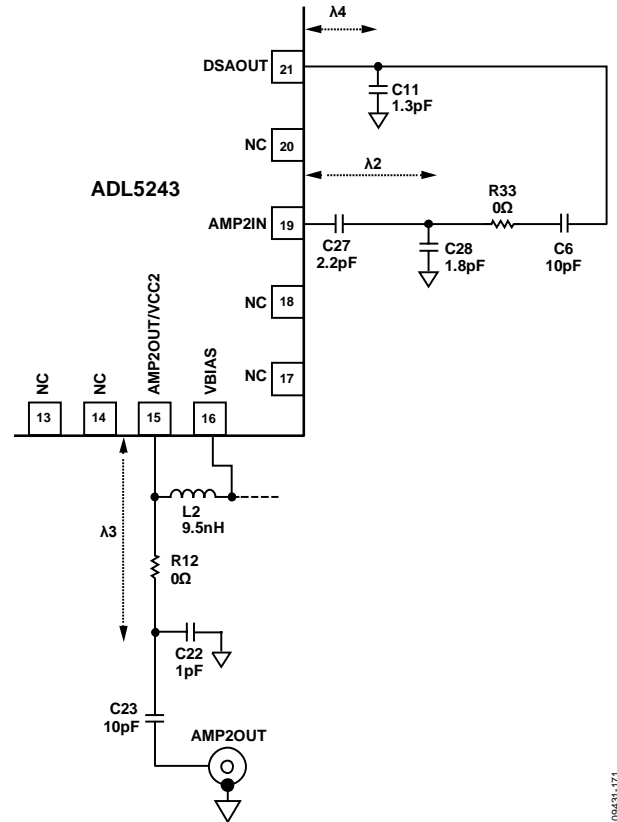 λ4
DSAOUT
21
C11
1.3pF
NC
20
ADL5243
λ2
R33
0Ω
AMP2IN
19
C27
2.2pF
C28
1.8pF
C6
10pF
NC
18
NC
17
NC
NC
AMP2OUT/VCC2
VBIAS
13
14
15
16
λ3
L2
9.5nH
R12
0Ω
C22
1pF
C23
10pF
AMP2OUT
09431-171